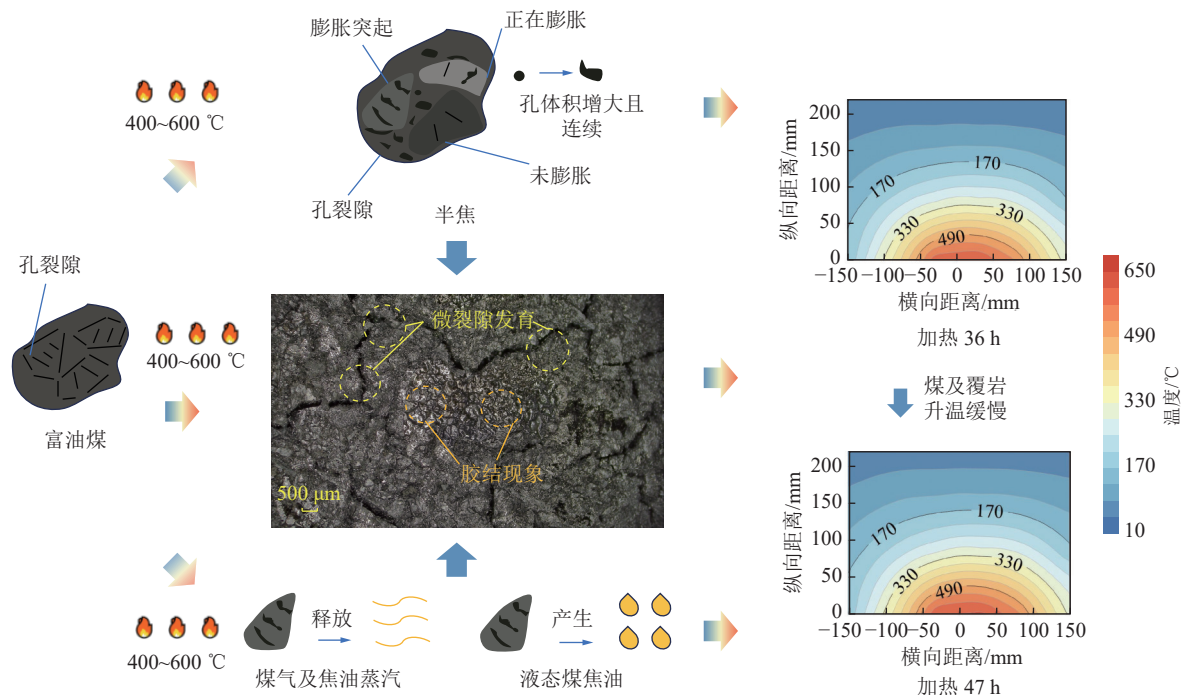 膨胀突起
正在膨胀
400~600 ℃
孔体积增大且
连续
未膨胀
孔裂隙
半焦
孔裂隙
400~600 ℃
富油煤
微裂隙发育
胶结现象
500 μm
400~600 ℃
释放
煤气及焦油蒸汽
产生
液态煤焦油
纵向距离/mm
200
150
100
50
0
170
170
330
330
490
−150
−100
−50
0
50
100
150
横向距离/mm
加热 36 h
煤及覆岩
升温缓慢
纵向距离/mm
200
150
100
50
0
170
170
330
330
490
−150
−100
−50
0
50
100
150
横向距离/mm
加热 47 h
650
490
330
170
10
温度/℃